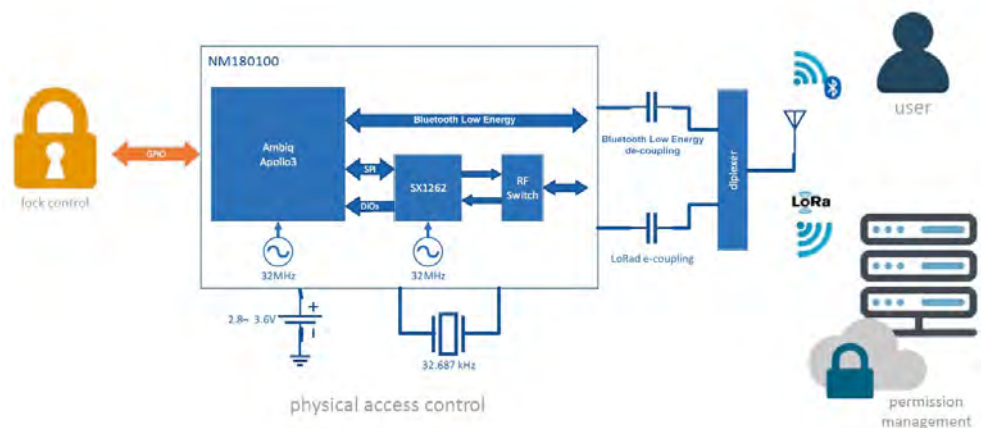 NM180100
Ambiq
Apollo3
Bluetooth Low Energy
SPI
DIOs
SX1262
RF
Switch
32MHz
32MHz
GPIO
lock control
2.8~ 3.6V
+
32.687 kHz
Bluetooth Low Energy
de-coupling
LoRad e-coupling
diplexer
user
LoRa
permission
management
physical access control